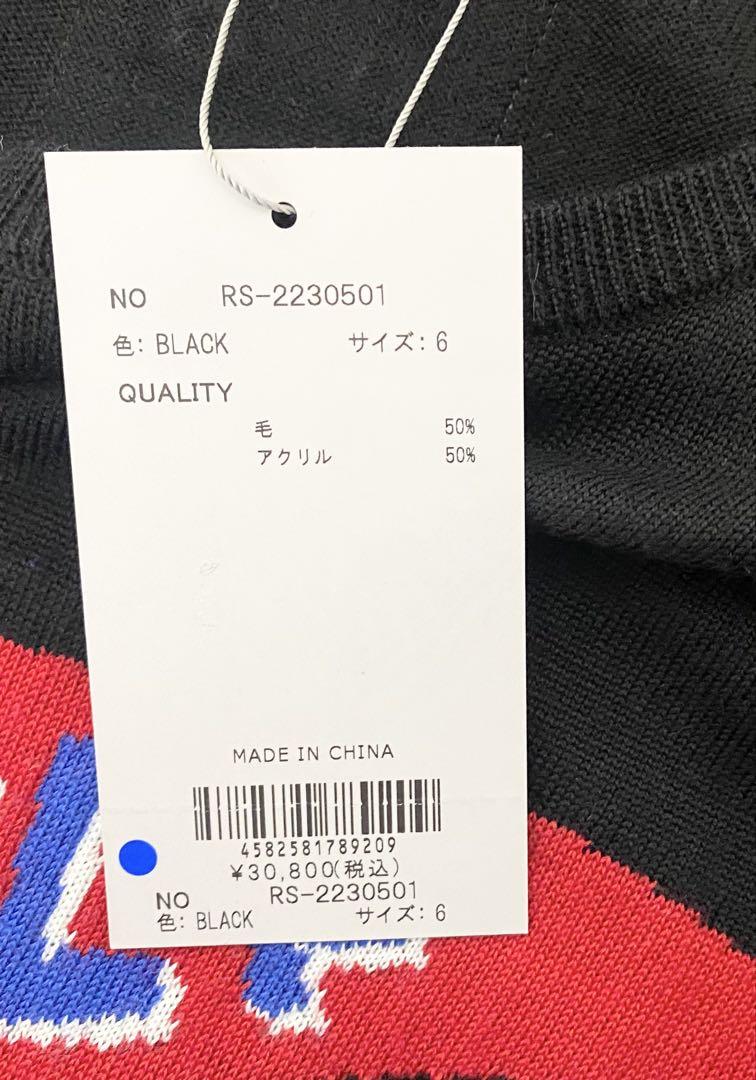 NO RS-2230501
色: BLACK サイズ: 6
QUALITY
毛 50%
アクリル 50%
MADE IN CHINA
4582581789209
¥30,800(税込)
NO RS-2230501
色: BLACK サイズ: 6